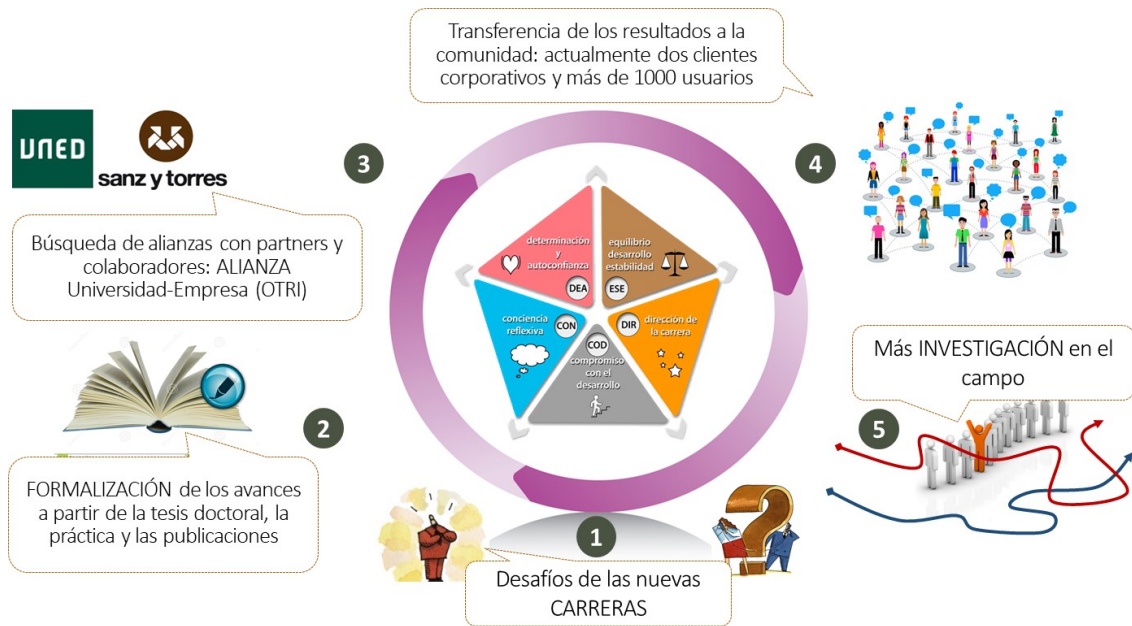 Transferencia de los resultados a la
comunidad: actualmente dos clientes
corporativos y más de 1000 usuarios
UNED
sanz y torres
3
4
Búsqueda de alianzas con partners y
colaboradores: ALIANZA
Universidad-Empresa (OTRI)
determinación
y
autoconfianza
DEA
equilibrio
desarrollo
estabilidad
ESE
conciencia
reflexiva
CON
DIR
dirección de
la carrera
COD
compromiso
con el
desarrollo
Más INVESTIGACIÓN en el
campo
2
5
FORMALIZACIÓN de los avances
a partir de la tesis doctoral, la
práctica y las publicaciones
1
Desafíos de las nuevas
CARRERAS